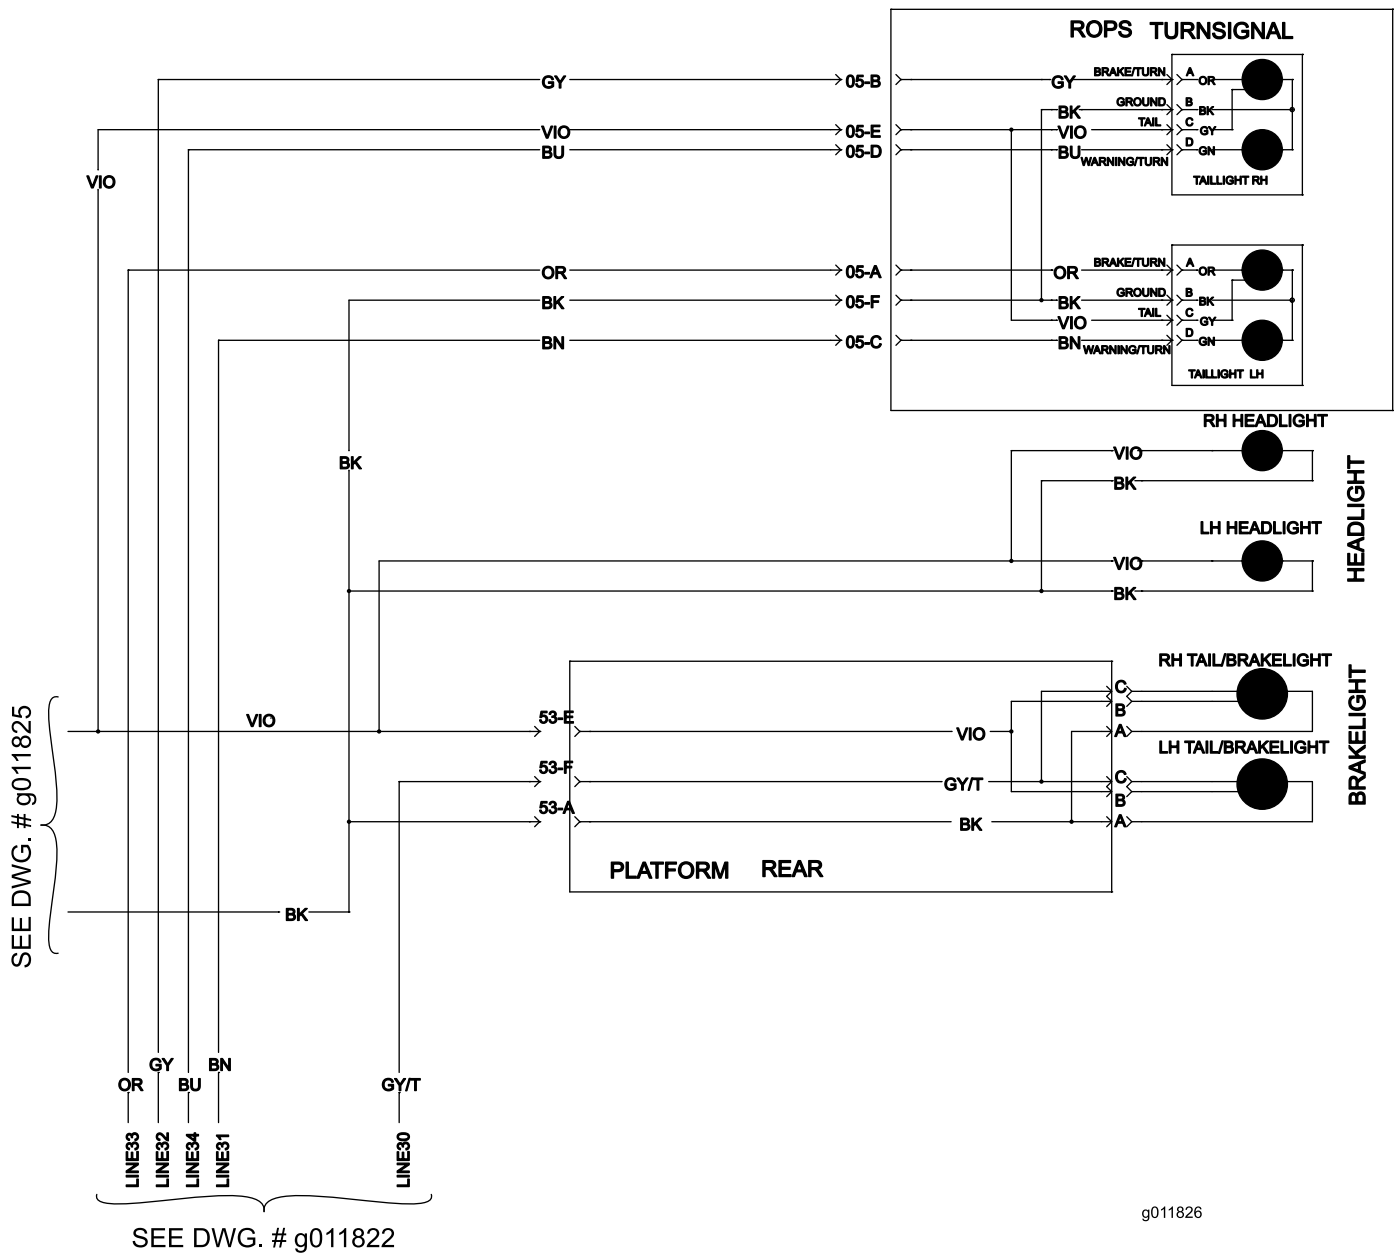 ROPS TURNSIGNAL
GY 05-B GY BRAKE/TURN A OR
BK GROUND B BK
VIO 05-E VIO TAIL C GY
BU 05-D BU WARNING/TURN D GN
TAILLIGHT RH
VIO
OR 05-A OR BRAKE/TURN A OR
BK 05-F BK GROUND B BK
VIO TAIL C GY
BN 05-C BN WARNING/TURN D GN
TAILLIGHT LH
RH HEADLIGHT
VIO
BK
BK
LH HEADLIGHT
VIO
BK
HEADLIGHT
RH TAIL/BRAKELIGHT
C
B
VIO 53-E VIO A
LH TAIL/BRAKELIGHT
53-F GY/T C
B
53-A BK A
BRAKELIGHT
PLATFORM REAR
BK
SEE DWG. # g011825
GY BN
OR BU GY/T
LINE33
LINE32
LINE34
LINE31
LINE30
SEE DWG. # g011822
g011826